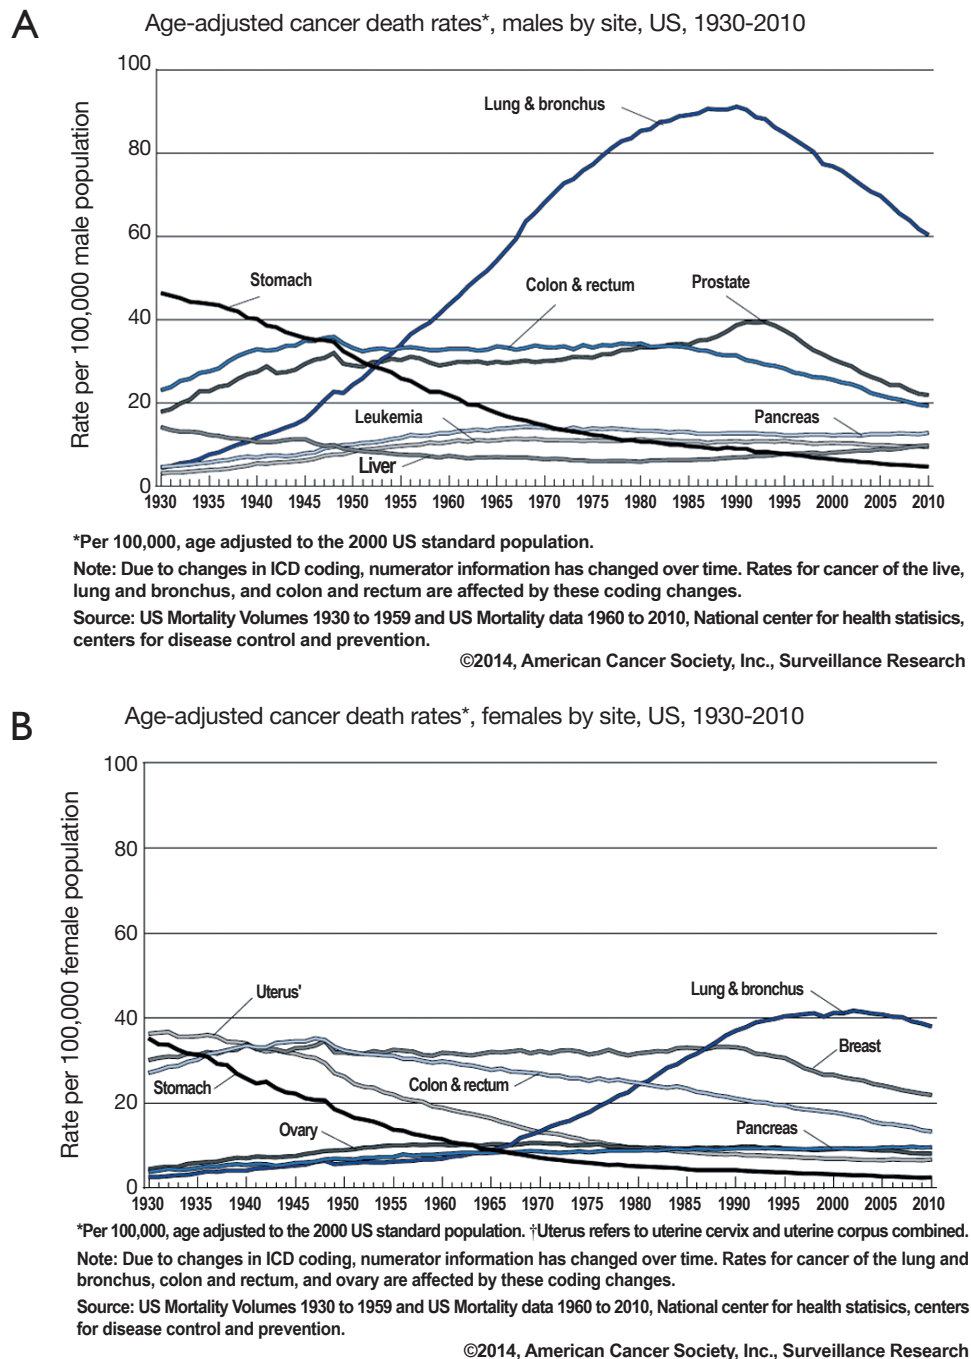 A
Age-adjusted cancer death rates*, males by site, US, 1930-2010
Rate per 100,000 male population
100
80
60
40
20
0
Lung & bronchus
Stomach
Colon & rectum
Prostate
Leukemia
Pancreas
Liver
1930 1935 1940 1945 1950 1955 1960 1965 1970 1975 1980 1985 1990 1995 2000 2005 2010
*Per 100,000, age adjusted to the 2000 US standard population.
Note: Due to changes in ICD coding, numerator information has changed over time. Rates for cancer of the live,
lung and bronchus, and colon and rectum are affected by these coding changes.
Source: US Mortality Volumes 1930 to 1959 and US Mortality data 1960 to 2010, National center for health statisics,
centers for disease control and prevention.
©2014, American Cancer Society, Inc., Surveillance Research
B
Age-adjusted cancer death rates*, females by site, US, 1930-2010
Rate per 100,000 female population
100
80
60
40
20
0
Uterus'
Lung & bronchus
Breast
Stomach
Colon & rectum
Ovary
Pancreas
1930 1935 1940 1945 1950 1955 1960 1965 1970 1975 1980 1985 1990 1995 2000 2005 2010
*Per 100,000, age adjusted to the 2000 US standard population. †Uterus refers to uterine cervix and uterine corpus combined.
Note: Due to changes in ICD coding, numerator information has changed over time. Rates for cancer of the lung and
bronchus, colon and rectum, and ovary are affected by these coding changes.
Source: US Mortality Volumes 1930 to 1959 and US Mortality data 1960 to 2010, National center for health statisics, centers
for disease control and prevention.
©2014, American Cancer Society, Inc., Surveillance Research